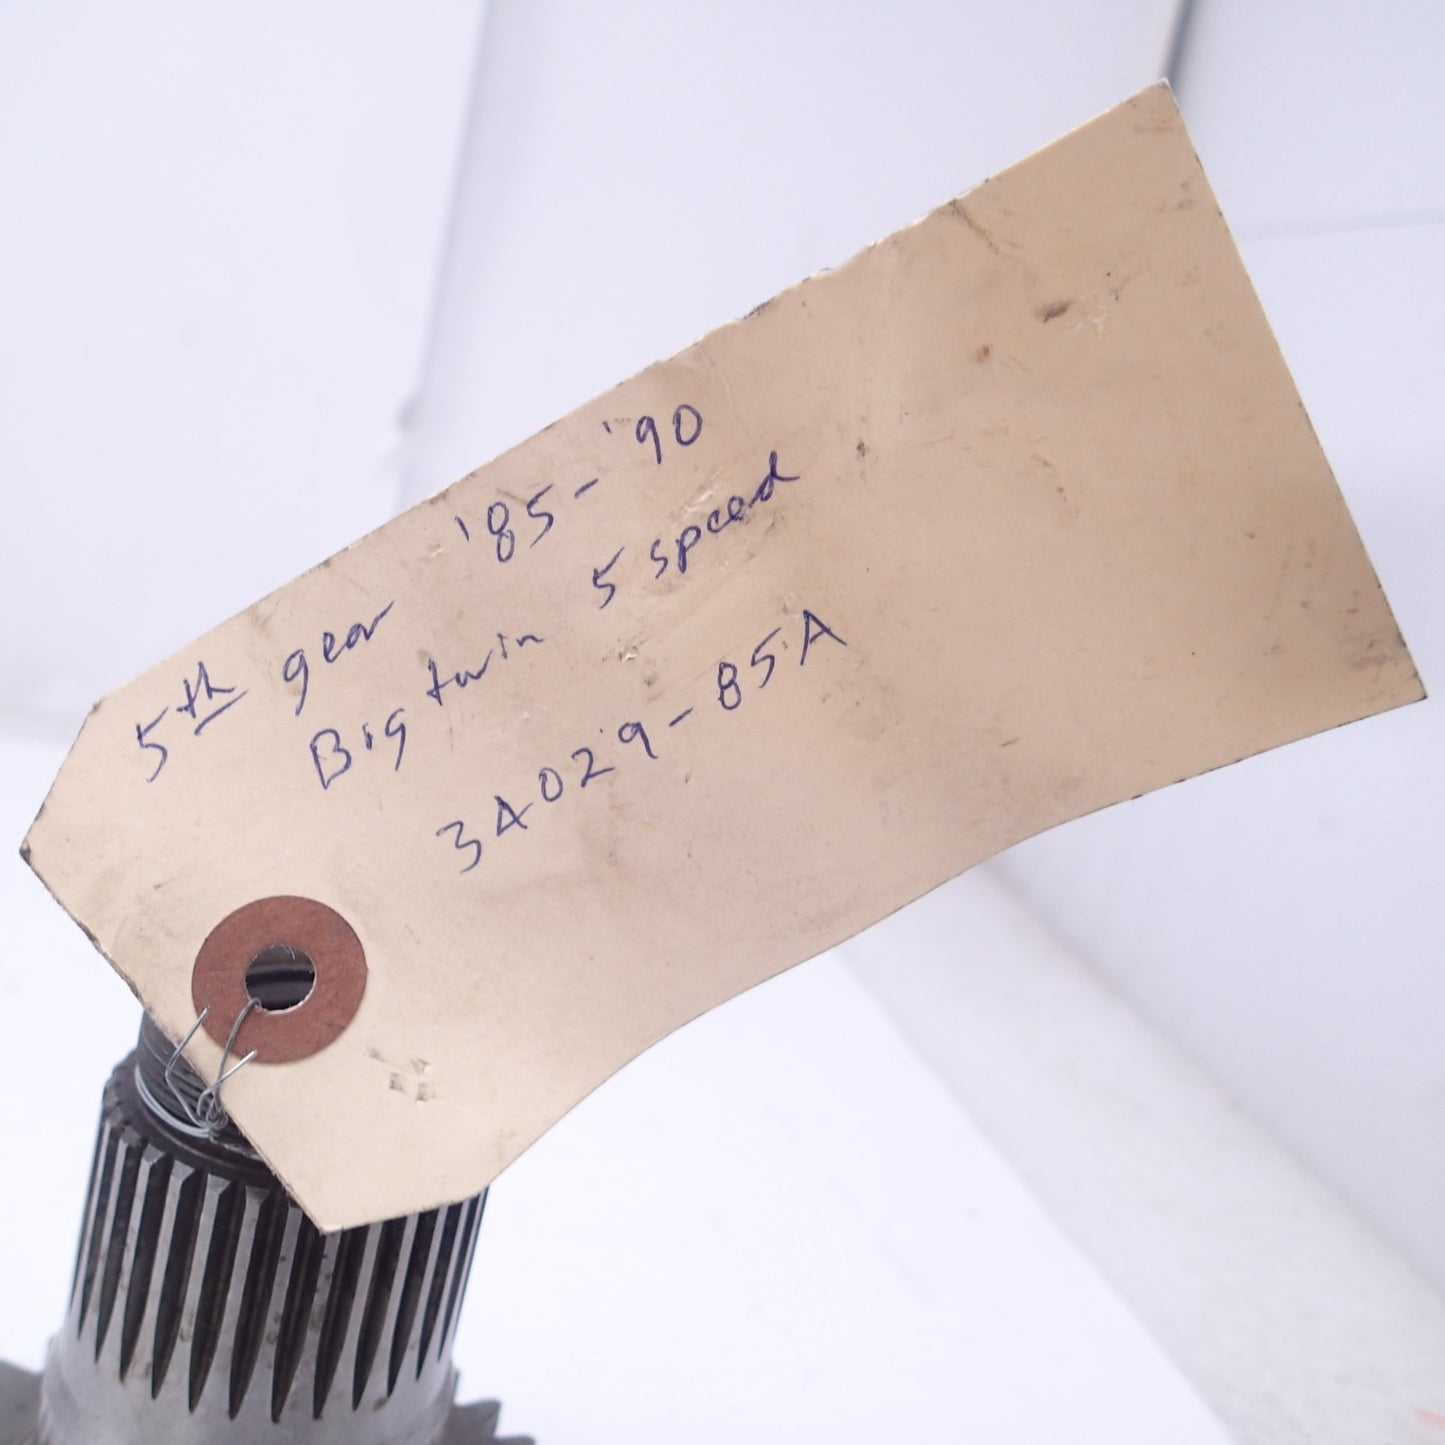 5th gear '85-'90
Big twin 5 speed
34029-85A